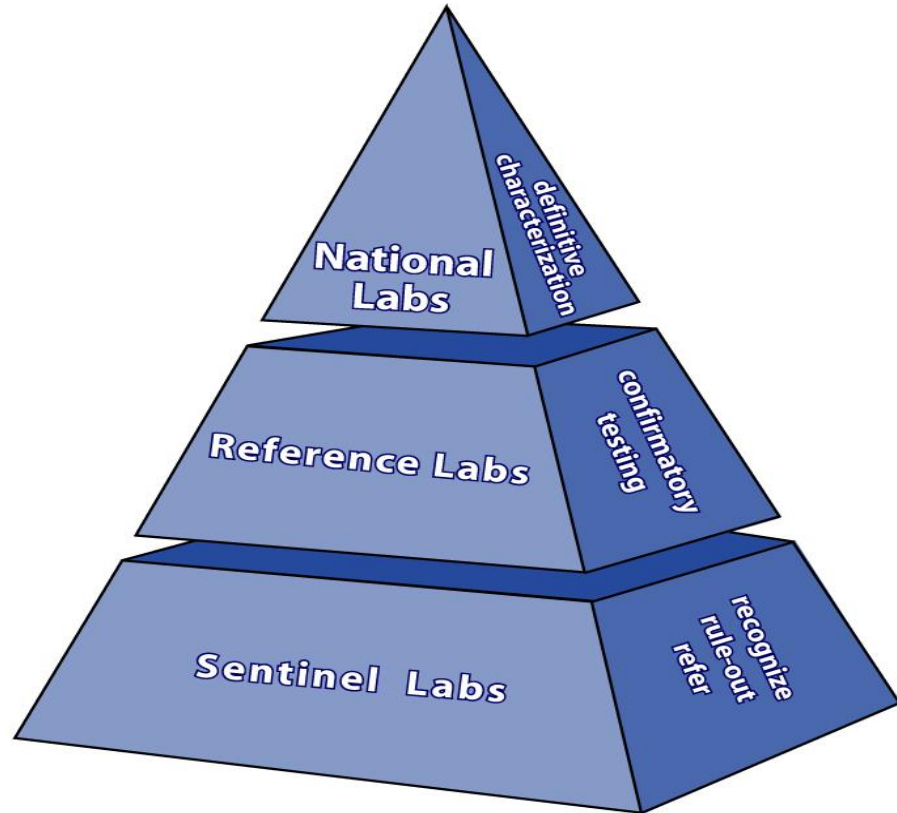 National
Labs
definitive
characterization
Reference Labs
confirmatory
testing
Sentinel Labs
recognize
rule-out
refer